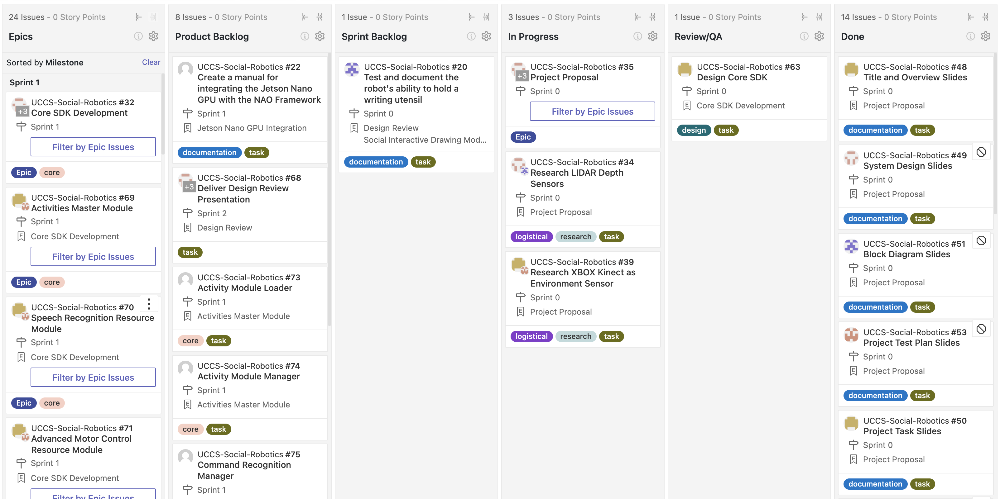 24 Issues - 0 Story Points
Epics
Sorted by Milestone
Clear
Sprint 1
+3
UCCS-Social-Robotics #32
Core SDK Development
Sprint 1
Filter by Epic Issues
Epic
core
UCCS-Social-Robotics #69
Activities Master Module
Sprint 1
E
Core SDK Development
Filter by Epic Issues
Epic
core
UCCS-Social-Robotics #70
Speech Recognition Resource
Module
Sprint 1
E
Core SDK Development
Filter by Epic Issues
Epic
core
UCCS-Social-Robotics #71
Advanced Motor Control
Resource Module
Sprint 1
E
Core SDK Development
Filter by Epic Issues
8 Issues - 0 Story Points
Product Backlog
UCCS-Social-Robotics #22
Create a manual for
integrating the Jetson Nano
GPU with the NAO Framework
Sprint 1
E
Jetson Nano GPU Integration
documentation
task
+3
UCCS-Social-Robotics #68
Deliver Design Review
Presentation
Sprint 2
E
Design Review
task
UCCS-Social-Robotics #73
Activity Module Loader
Sprint 1
E
Activities Master Module
core
task
UCCS-Social-Robotics #74
Activity Module Manager
Sprint 1
E
Activities Master Module
core
task
UCCS-Social-Robotics #75
Command Recognition
Manager
Sprint 1
1 Issue - 0 Story Points
Sprint Backlog
UCCS-Social-Robotics #20
Test and document the
robot's ability to hold a
writing utensil
Sprint 0
E
Design Review
Social Interactive Drawing Mod...
documentation
task
3 Issues - 0 Story Points
In Progress
+3
UCCS-Social-Robotics #35
Project Proposal
Sprint 0
Filter by Epic Issues
Epic
UCCS-Social-Robotics #34
Research LIDAR Depth
Sensors
Sprint 0
E
Project Proposal
logistical
research
task
UCCS-Social-Robotics #39
Research XBOX Kinect as
Environment Sensor
Sprint 0
E
Project Proposal
logistical
research
task
1 Issue - 0 Story Points
Review/QA
UCCS-Social-Robotics #63
Design Core SDK
Sprint 0
E
Core SDK Development
design
task
14 Issues - 0 Story Points
Done
UCCS-Social-Robotics #48
Title and Overview Slides
Sprint 0
E
Project Proposal
documentation
task
UCCS-Social-Robotics #49
System Design Slides
Sprint 0
E
Project Proposal
documentation
task
UCCS-Social-Robotics #51
Block Diagram Slides
Sprint 0
E
Project Proposal
documentation
task
UCCS-Social-Robotics #53
Project Test Plan Slides
Sprint 0
E
Project Proposal
documentation
task
UCCS-Social-Robotics #50
Project Task Slides
Sprint 0
E
Project Proposal
documentation
task